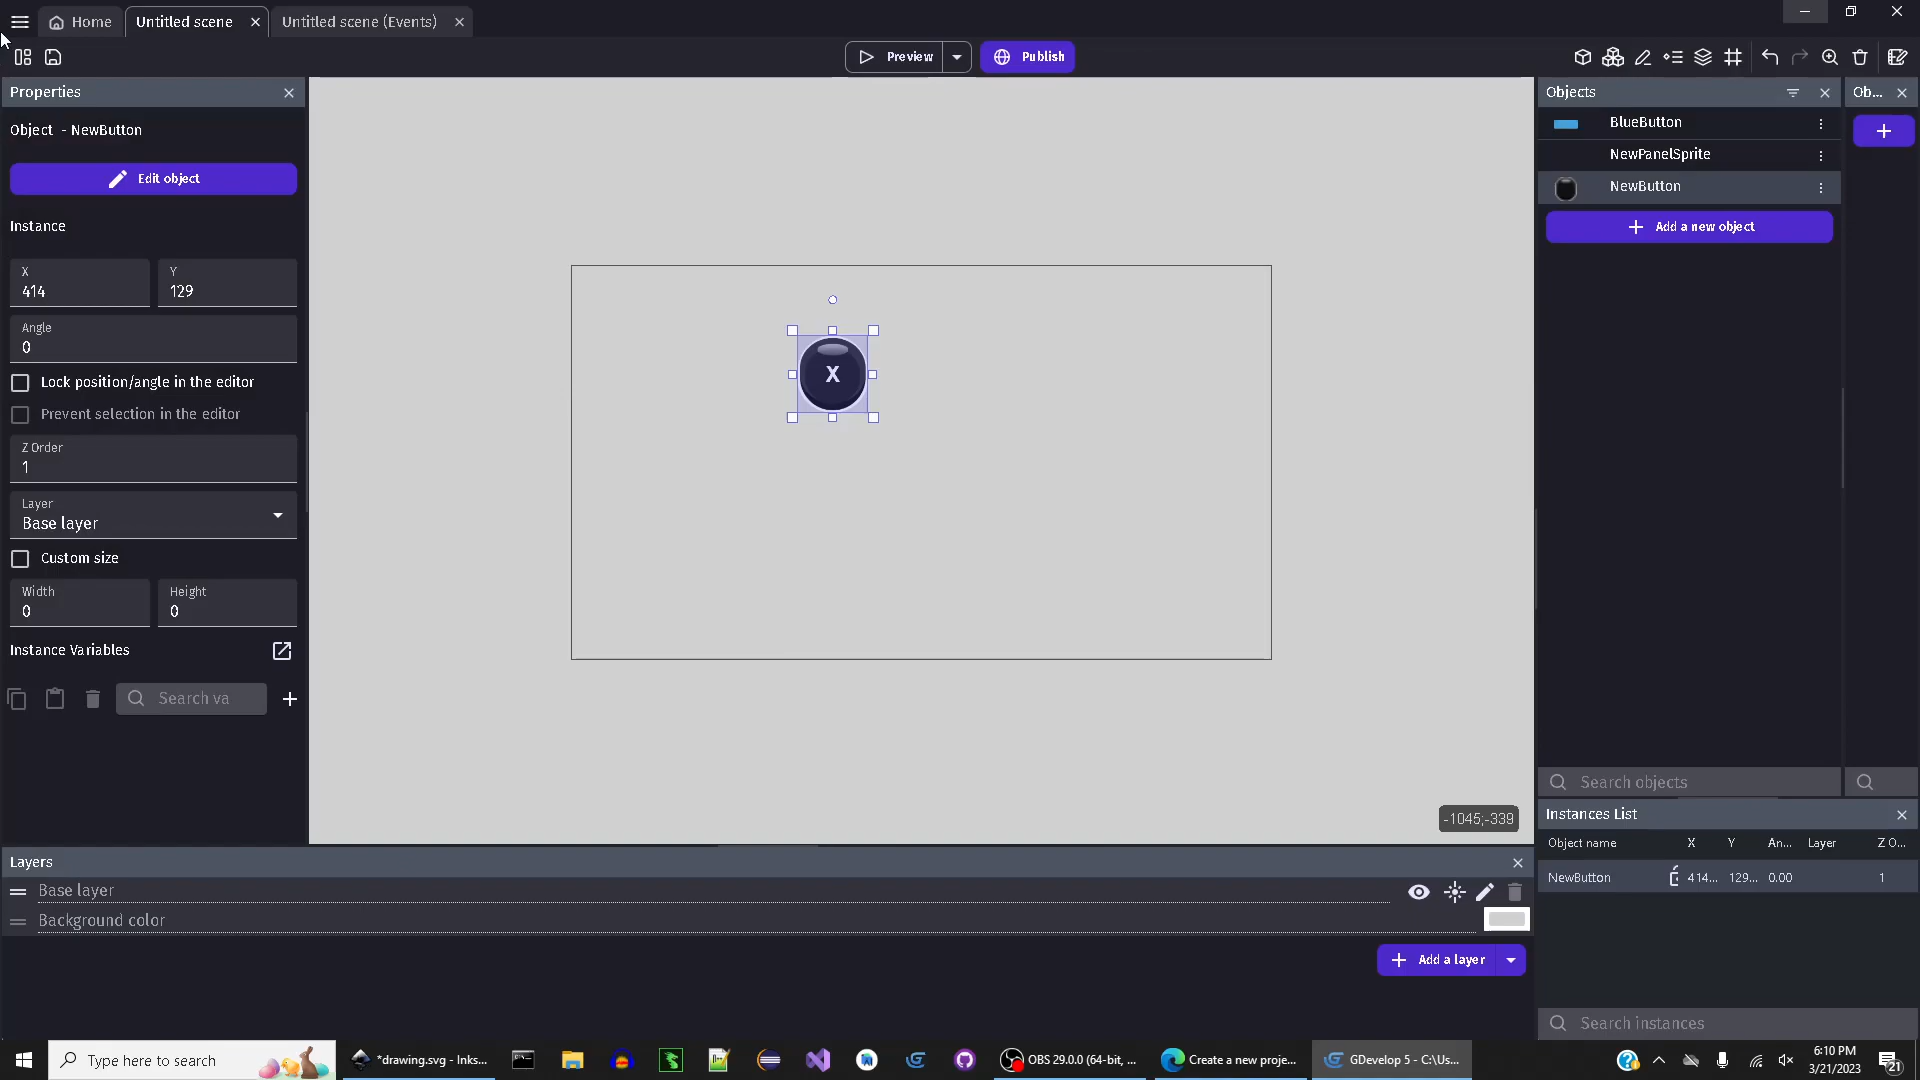 Home
Untitled scene
Untitled scene (Events)
Preview
Publish
Properties
Object - NewButton
Edit object
Instance
X
414
Y
129
Angle
0
Lock position/angle in the editor
Prevent selection in the editor
Z Order
1
Layer
Base layer
Custom size
Width
0
Height
0
Instance Variables
Search va
X
-1045;-339
Objects
BlueButton
NewPanelSprite
NewButton
Add a new object
Search objects
Ob...
Instances List
Object name X Y An... Layer Z O...
NewButton 414... 129... 0.00 1
Search instances
Layers
Base layer
Background color
Add a layer
Type here to search
*drawing.svg - Inks...
OBS 29.0.0 (64-bit, ...
Create a new proje...
GDevelop 5 - C:\Us...
6:10 PM
3/21/2023
21